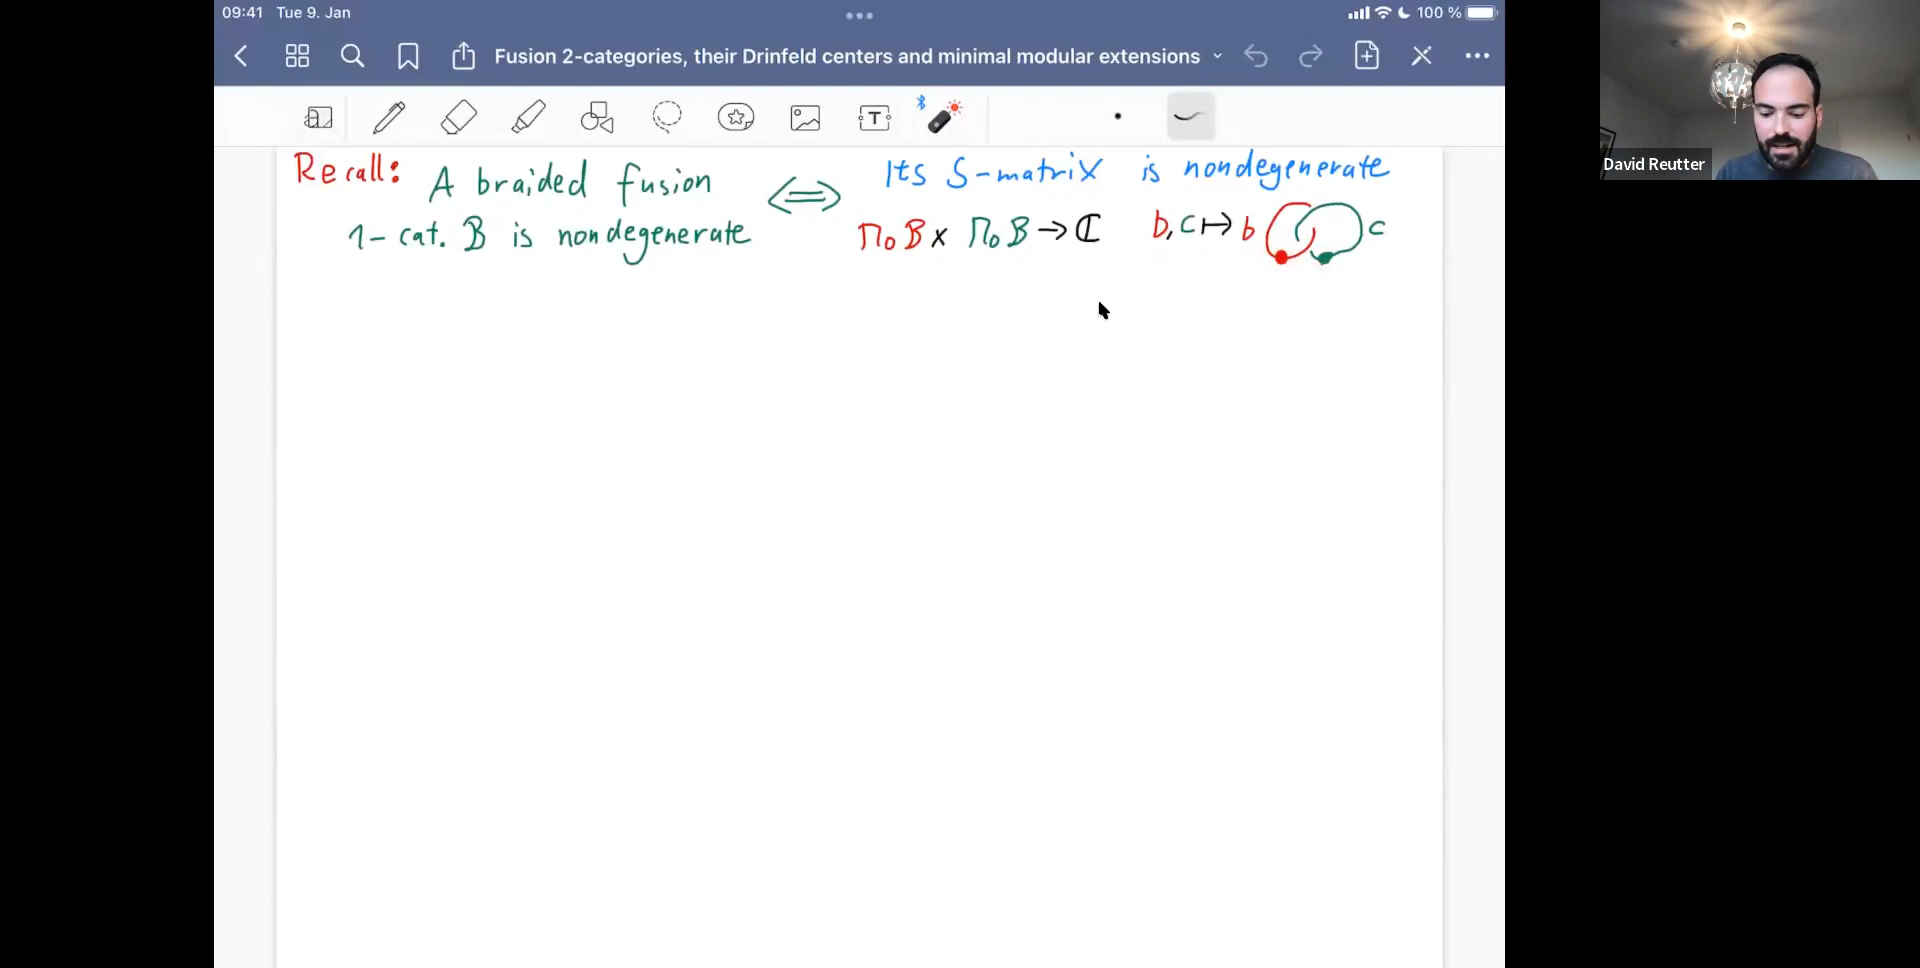 09:41 Tue 9. Jan
100 %
Fusion 2-categories, their Drinfeld centers and minimal modular extensions
T
Recall: A braided fusion ⟺ Its S-matrix is nondegenerate
1-cat. B is nondegenerate Π₀B × Π₀B → ℂ b, c ↦ b c
David Reutter